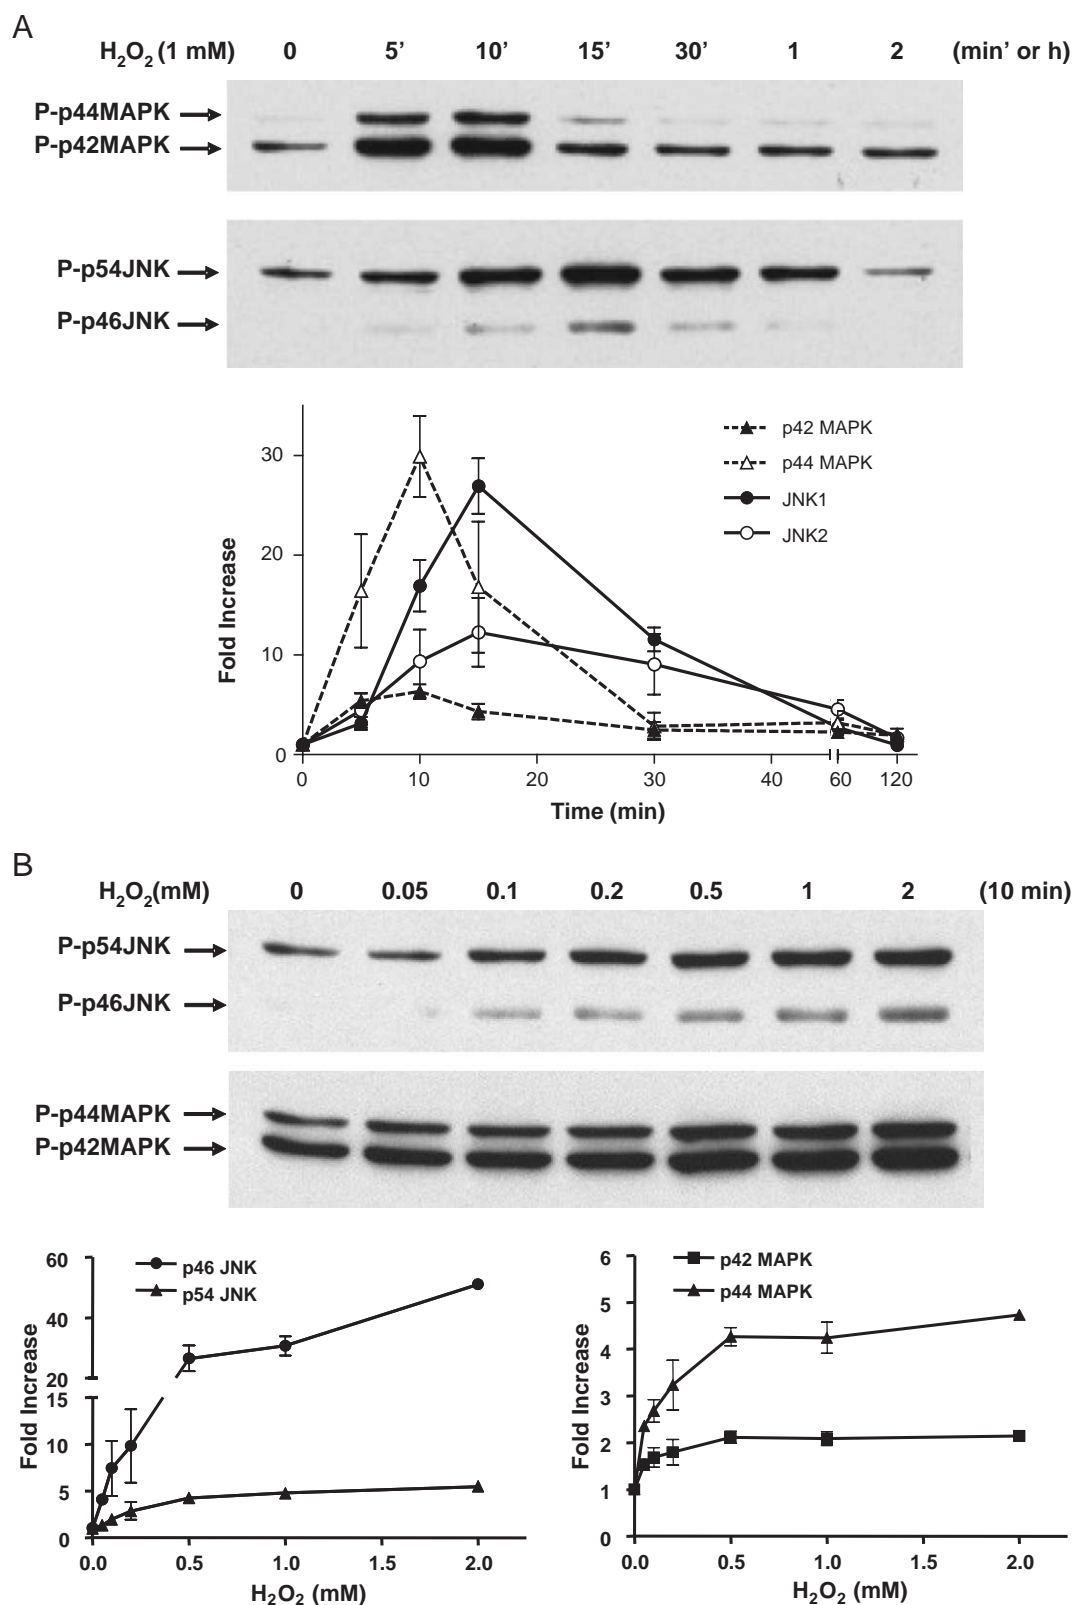 A
H₂O₂ (1 mM) 0 5' 10' 15' 30' 1 2 (min' or h)
P-p44MAPK
P-p42MAPK
P-p54JNK
P-p46JNK
p42 MAPK
p44 MAPK
JNK1
JNK2
30
20
10
0
Fold Increase
0 10 20 30 40 60 120
Time (min)
B
H₂O₂(mM) 0 0.05 0.1 0.2 0.5 1 2 (10 min)
P-p54JNK
P-p46JNK
P-p44MAPK
P-p42MAPK
p46 JNK
p54 JNK
60
40
20
15
10
5
0
Fold Increase
0.0 0.5 1.0 1.5 2.0
H₂O₂ (mM)
p42 MAPK
p44 MAPK
6
5
4
3
2
1
0
Fold Increase
0.0 0.5 1.0 1.5 2.0
H₂O₂ (mM)